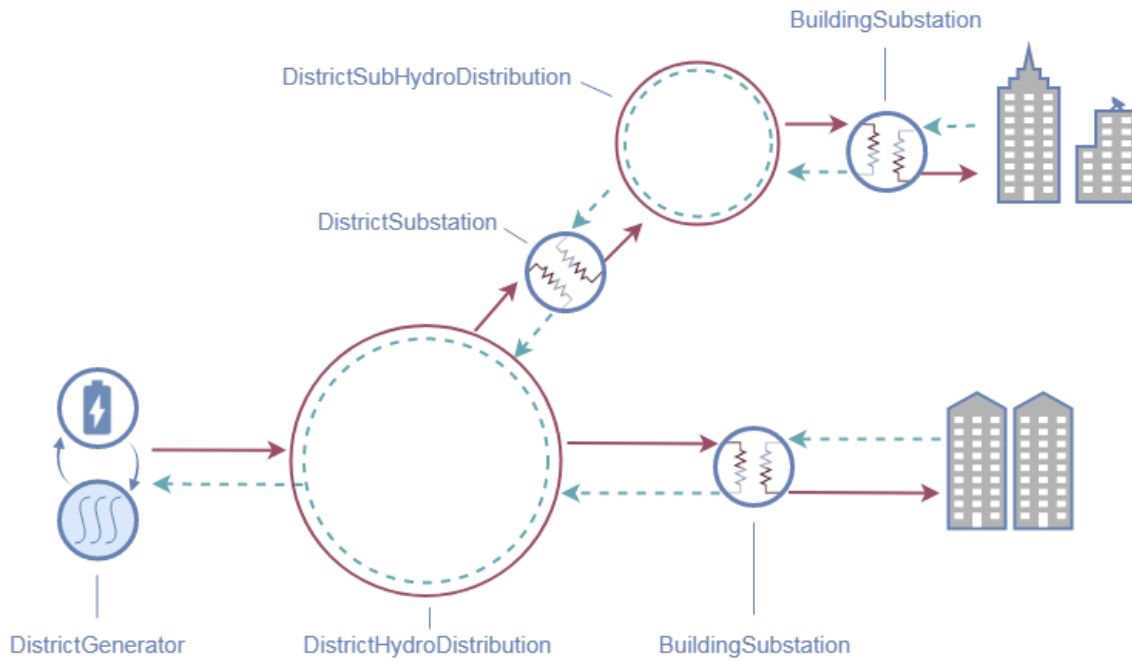 BuildingSubstation
DistrictSubHydroDistribution
DistrictSubstation
DistrictGenerator
DistrictHydroDistribution
BuildingSubstation